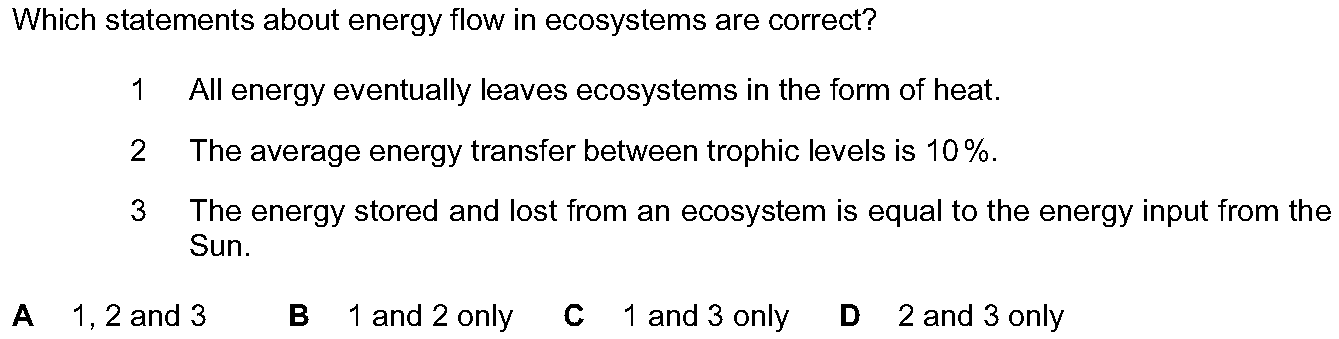 Which statements about energy flow in ecosystems are correct?
1 All energy eventually leaves ecosystems in the form of heat.
2 The average energy transfer between trophic levels is 10%.
3 The energy stored and lost from an ecosystem is equal to the energy input from the
Sun.
A 1, 2 and 3 B 1 and 2 only C 1 and 3 only D 2 and 3 only